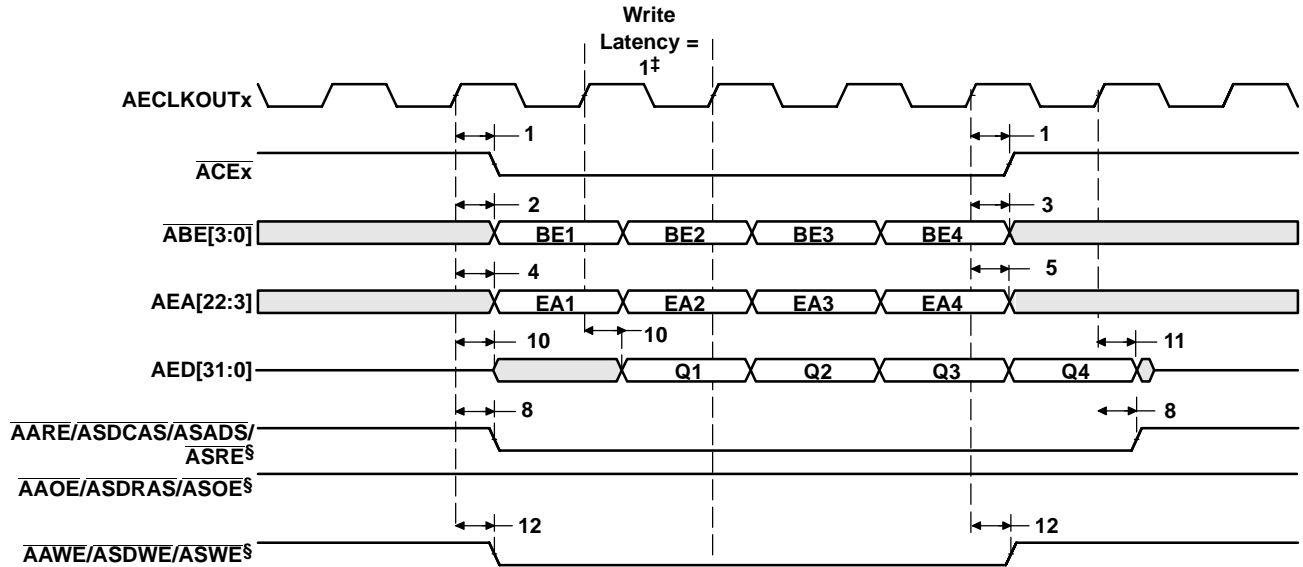 Write
Latency =
1‡
AECLKOUTx
1 1
ACEx
2 3
ABE[3:0] BE1 BE2 BE3 BE4
4 5
AEA[22:3] EA1 EA2 EA3 EA4
10 10 11
AED[31:0] Q1 Q2 Q3 Q4
8 8
AARE/ASDCAS/ASADS/
ASRE§
AAOE/ASDRAS/ASOE§
12 12
AAWE/ASDWE/ASWE§